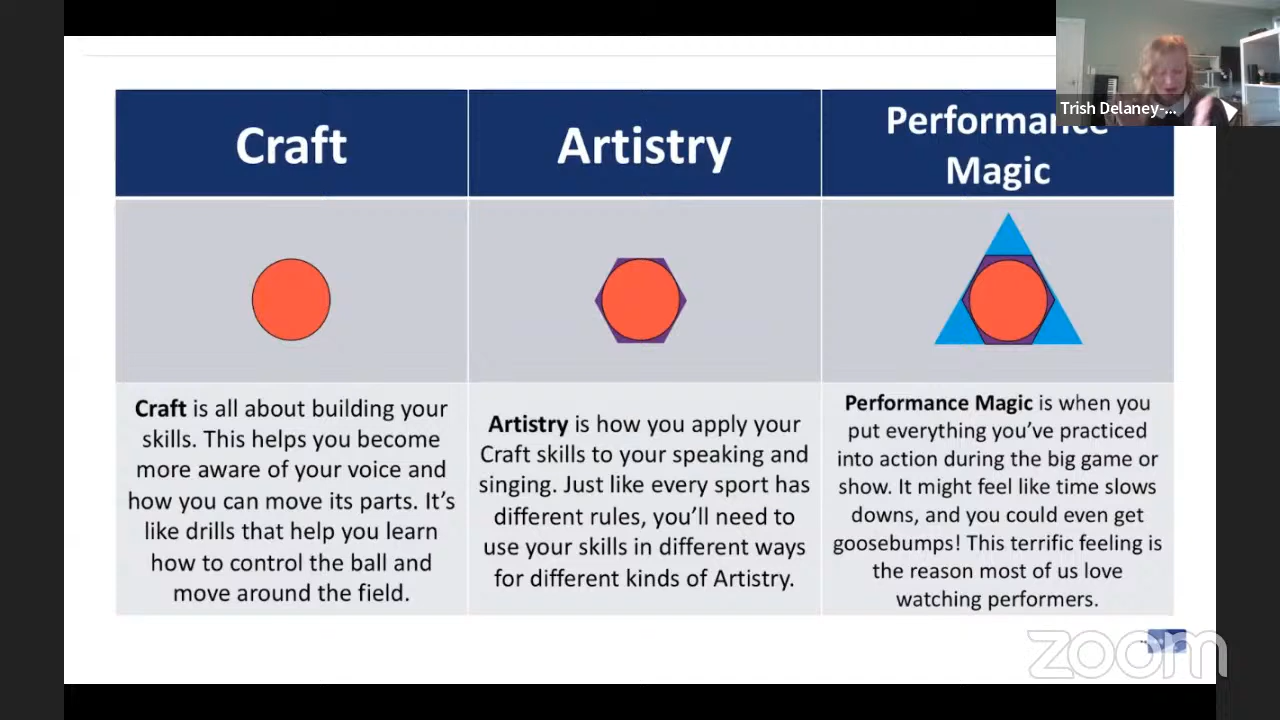 Trish Delaney-...
Craft
Artistry
Performance
Magic
Craft is all about building your
skills. This helps you become
more aware of your voice and
how you can move its parts. It's
like drills that help you learn
how to control the ball and
move around the field.
Artistry is how you apply your
Craft skills to your speaking and
singing. Just like every sport has
different rules, you'll need to
use your skills in different ways
for different kinds of Artistry.
Performance Magic is when you
put everything you've practiced
into action during the big game or
show. It might feel like time slows
downs, and you could even get
goosebumps! This terrific feeling is
the reason most of us love
watching performers.
zoom